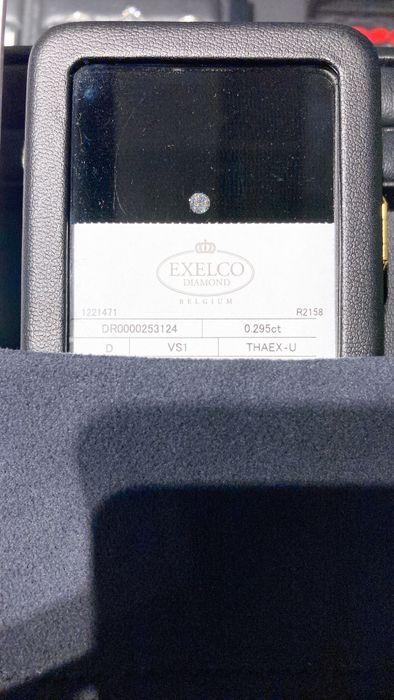 EXELCO
DIAMOND
BELGIUM
1221471 R2158
DR0000253124 0.295ct
D VS1 THAEX-U